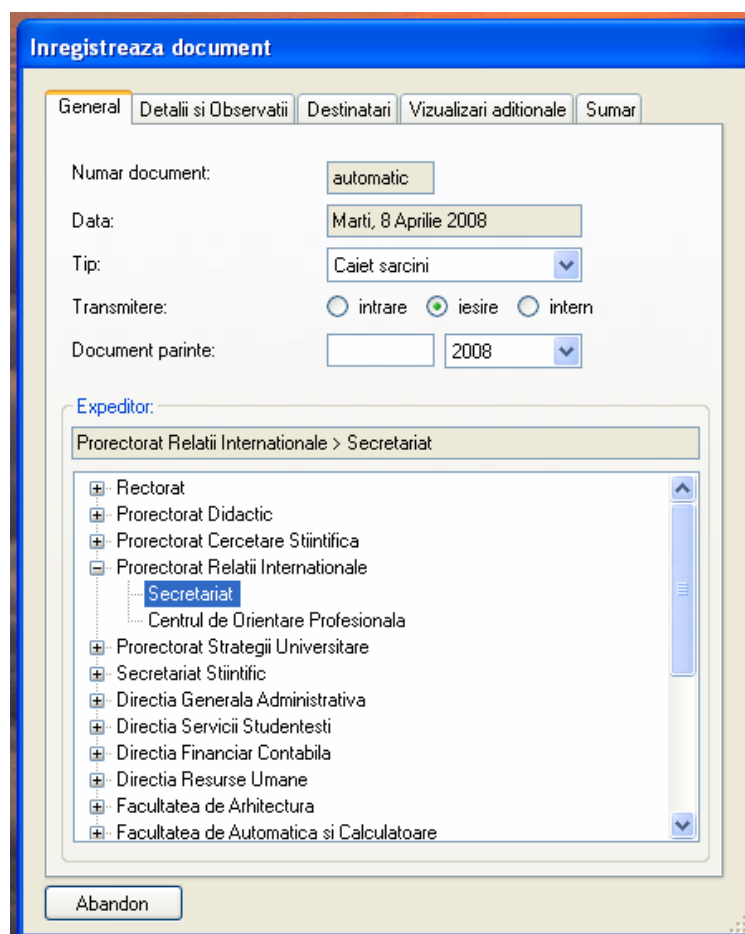 Inregistreaza document
General Detalii si Observatii Destinatari Vizualizari aditionale Sumar
Numar document: automatic
Data: Marti, 8 Aprilie 2008
Tip: Caiet sarcini
Transmitere: intrare iesire intern
Document parinte: 2008
Expeditor:
Prorectorat Relatii Internationale > Secretariat
Rectorat
Prorectorat Didactic
Prorectorat Cercetare Stiintifica
Prorectorat Relatii Internationale
Secretariat
Centrul de Orientare Profesionala
Prorectorat Strategii Universitare
Secretariat Stiintific
Directia Generala Administrativa
Directia Servicii Studentesti
Directia Financiar Contabila
Directia Resurse Umane
Facultatea de Arhitectura
Facultatea de Automatica si Calculatoare
Abandon